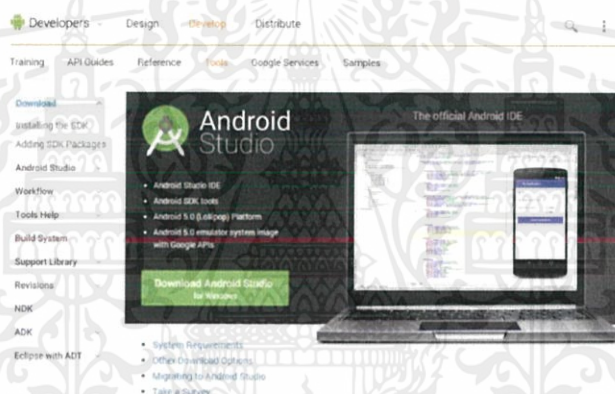 Developers
Design
Develop
Distribute
Training
API Guides
Reference
Tools
Google Services
Samples
Download
Installing the SDK
Adding SDK Packages
Android Studio
Workflow
Tools Help
Build System
Support Library
Revisions
NDK
ADK
Eclipse with ADT
Android
Studio
The official Android IDE
• Android Studio IDE
• Android SDK tools
• Android 5.0 (Lollipop) Platform
• Android 5.0 emulator system image
with Google APIs
Download Android Studio
for Windows
• System Requirements
• Other Download Options
• Migrating to Android Studio
• Take a Survey